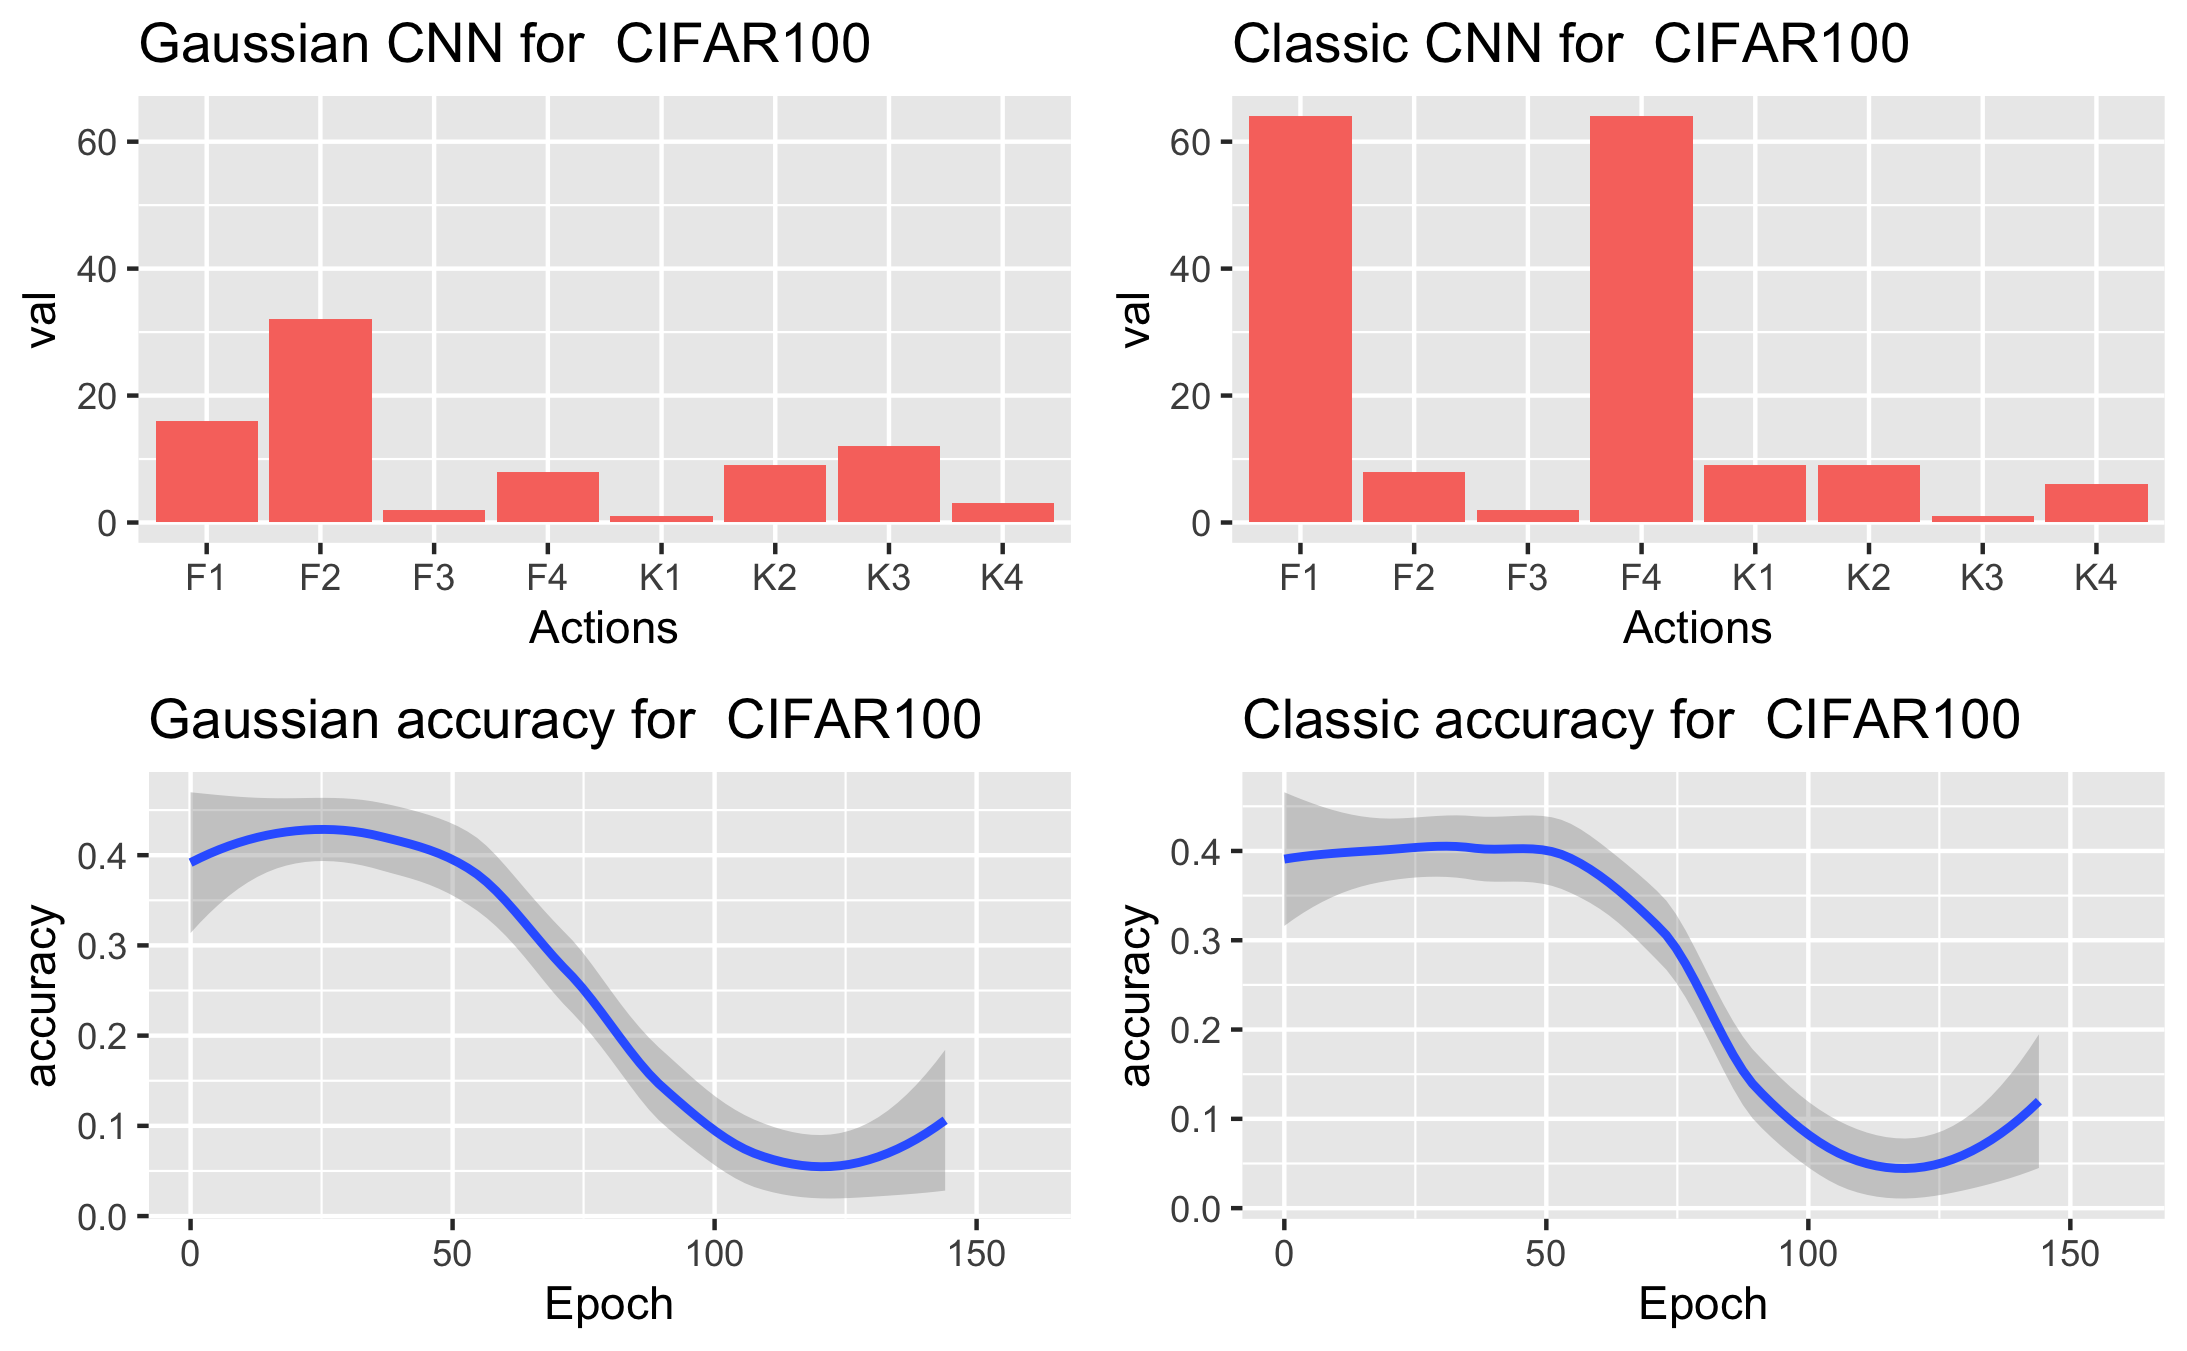 Gaussian CNN for  CIFAR100
60
40
20
0
val
F1 F2 F3 F4 K1 K2 K3 K4
Actions
Classic CNN for  CIFAR100
60
40
20
0
val
F1 F2 F3 F4 K1 K2 K3 K4
Actions
Gaussian accuracy for  CIFAR100
0.4
0.3
0.2
0.1
0.0
accuracy
0 50 100 150
Epoch
Classic accuracy for  CIFAR100
0.4
0.3
0.2
0.1
0.0
accuracy
0 50 100 150
Epoch